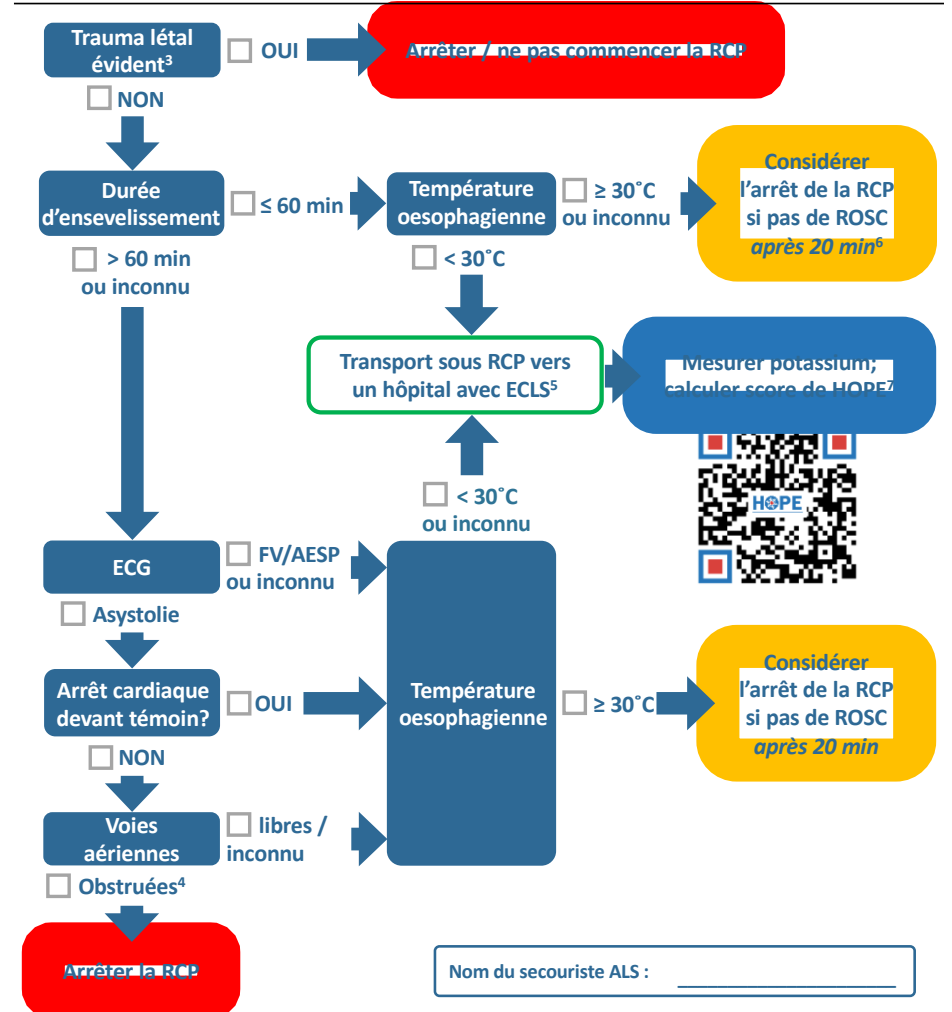 Trauma létal
évident³
OUI
Arrêter / ne pas commencer la RCP
NON
Durée
d'ensevelissement
≤ 60 min
Température
oesophagienne
≥ 30˚C
ou inconnu
Considérer
l'arrêt de la RCP
si pas de ROSC
après 20 min⁶
> 60 min
ou inconnu
< 30˚C
Transport sous RCP vers
un hôpital avec ECLS⁵
Mesurer potassium;
calculer score de HOPE⁷
HOPE
< 30˚C
ou inconnu
ECG
FV/AESP
ou inconnu
Asystolie
Arrêt cardiaque
devant témoin?
OUI
Température
oesophagienne
≥ 30˚C
Considérer
l'arrêt de la RCP
si pas de ROSC
après 20 min
NON
Voies
aériennes
libres /
inconnu
Obstruées⁴
Arrêter la RCP
Nom du secouriste ALS :